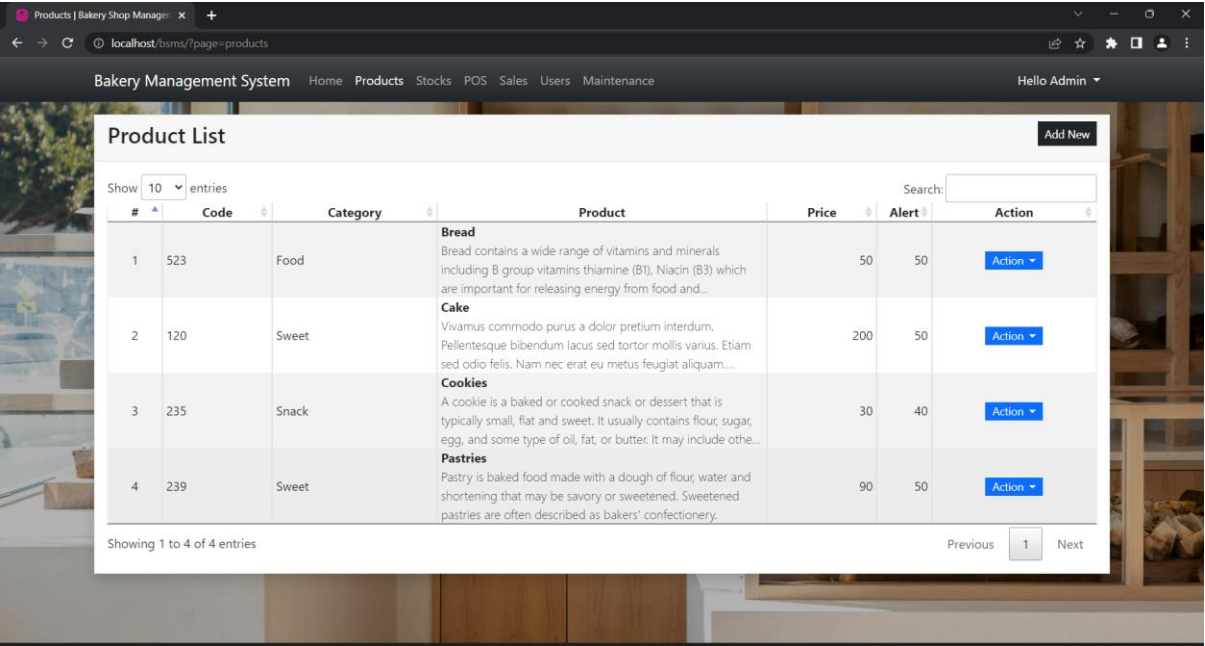 Products | Bakery Shop Manager
localhost/bsms/?page=products
Bakery Management System Home Products Stocks POS Sales Users Maintenance Hello Admin
Product List Add New
Show 10 entries Search:
# Code Category Product Price Alert Action
Bread
1 523 Food Bread contains a wide range of vitamins and minerals 50 50 Action
including B group vitamins thiamine (B1), Niacin (B3) which
are important for releasing energy from food and...
Cake
2 120 Sweet Vivamus commodo purus a dolor pretium interdum. 200 50 Action
Pellentesque bibendum lacus sed tortor mollis varius. Etiam
sed odio felis. Nam nec erat eu metus feugiat aliquam....
Cookies
3 235 Snack A cookie is a baked or cooked snack or dessert that is 30 40 Action
typically small, flat and sweet. It usually contains flour, sugar,
egg, and some type of oil, fat, or butter. It may include othe...
Pastries
4 239 Sweet Pastry is baked food made with a dough of flour, water and 90 50 Action
shortening that may be savory or sweetened. Sweetened
pastries are often described as bakers' confectionery.
Showing 1 to 4 of 4 entries Previous 1 Next